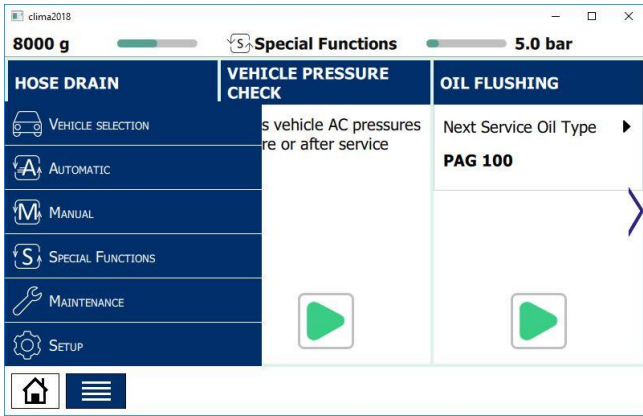 clima2018
8000 g
S Special Functions
5.0 bar
HOSE DRAIN
VEHICLE PRESSURE
CHECK
OIL FLUSHING
VEHICLE SELECTION
A AUTOMATIC
M MANUAL
S SPECIAL FUNCTIONS
MAINTENANCE
SETUP
s vehicle AC pressures
re or after service
Next Service Oil Type
PAG 100